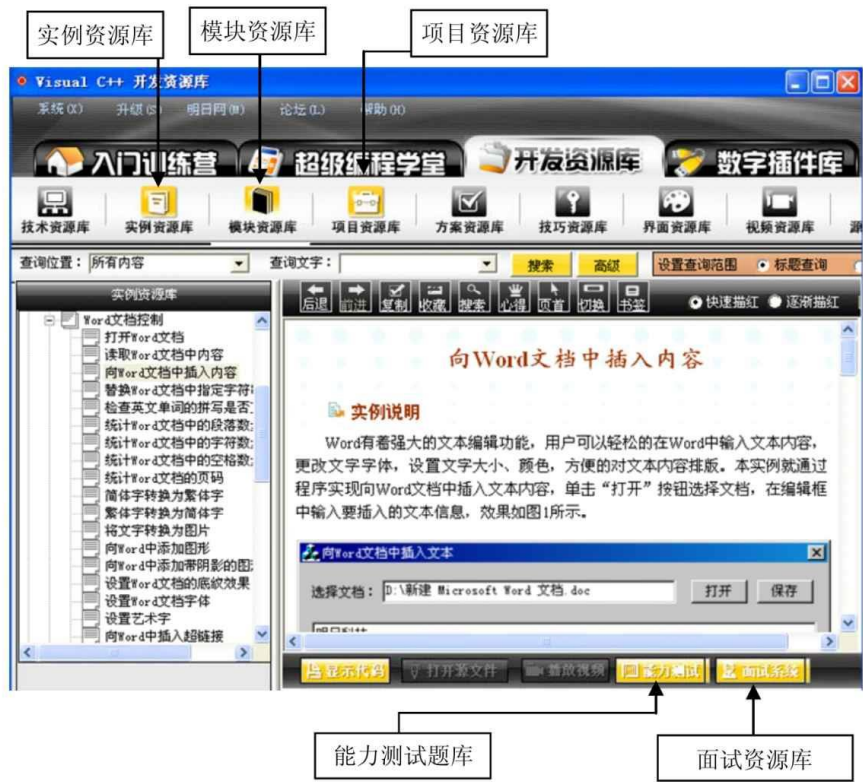 实例资源库 模块资源库 项目资源库
Visual C++ 开发资源库
系统(X) 升级(S) 明日网(M) 论坛(L) 帮助(H)
入门训练营 超级编程学堂 开发资源库 数字插件库
技术资源库 实例资源库 模块资源库 项目资源库 方案资源库 技巧资源库 界面资源库 视频资源库
查询位置: 所有内容 查询文字: 搜索 高级 设置查询范围 标题查询
实例资源库
Word文档控制
打开Word文档
读取Word文档中内容
向Word文档中插入内容
替换Word文档中指定字符
检查英文单词的拼写是否
统计Word文档中的段落数
统计Word文档中的字符数
统计Word文档中的空格数
统计Word文档的页码
简体字转换为繁体字
繁体字转换为简体字
将文字转换为图片
向Word中添加图形
向Word中添加带阴影的图
设置Word文档的底纹效果
设置Word文档字体
设置艺术字
向Word中插入超链接
后退 前进 复制 收藏 搜索 心得 页首 切换 书签 快速描红 逐渐描红
向Word文档中插入内容
实例说明
Word有着强大的文本编辑功能，用户可以轻松的在Word中输入文本内容，
更改文字字体，设置文字大小、颜色，方便的对文本内容排版。本实例就通过
程序实现向Word文档中插入文本内容，单击“打开”按钮选择文档，在编辑框
中输入要插入的文本信息，效果如图1所示。
向Word文档中插入文本
选择文档: D:\新建 Microsoft Word 文档.doc 打开 保存
显示代码 打开源文件 播放视频 能力测试 面试系统
能力测试题库 面试资源库